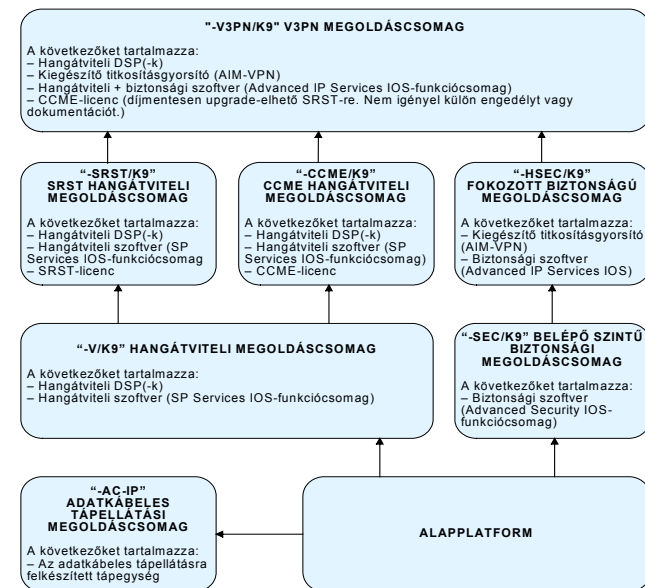 "-V3PN/K9" V3PN MEGOLDÁSCSOMAG
A következőket tartalmazza:
– Hangátviteli DSP(-k)
– Kiegészítő titkosításgyorsító (AIM-VPN)
– Hangátviteli + biztonsági szoftver (Advanced IP Services IOS-funkciócsomag)
– CCME-licenc (díjmentesen upgrade-elhető SRST-re. Nem igényel külön engedélyt vagy
dokumentációt.)
“-SRST/K9”
SRST HANGÁTVITELI
MEGOLDÁSCSOMAG
A következőket tartalmazza:
– Hangátviteli DSP(-k)
– Hangátviteli szoftver (SP
Services IOS-funkciócsomag
– SRST-licenc
“-CCME/K9”
CCME HANGÁTVITELI
MEGOLDÁSCSOMAG
A következőket tartalmazza:
– Hangátviteli DSP(-k)
– Hangátviteli szoftver (SP
Services IOS-funkciócsomag)
– CCME-licenc
“-HSEC/K9”
FOKOZOTT BIZTONSÁGÚ
MEGOLDÁSCSOMAG
A következőket tartalmazza:
– Kiegészítő titkosításgyorsító
(AIM-VPN)
– Biztonsági szoftver
(Advanced IP Services IOS)
“-V/K9” HANGÁTVITELI MEGOLDÁSCSOMAG
A következőket tartalmazza:
– Hangátviteli DSP(-k)
– Hangátviteli szoftver (SP Services IOS-funkciócsomag)
“-SEC/K9” BELÉPŐ SZINTŰ
BIZTONSÁGI
MEGOLDÁSCSOMAG
A következőket tartalmazza:
– Biztonsági szoftver
(Advanced Security IOS-
funkciócsomag)
“-AC-IP”
ADATKÁBELES
TÁPELLÁTÁSI
MEGOLDÁSCSOMAG
A következőket tartalmazza:
– Az adatkábeles tápellátásra
felkészített tápegység
ALAPPLATFORM